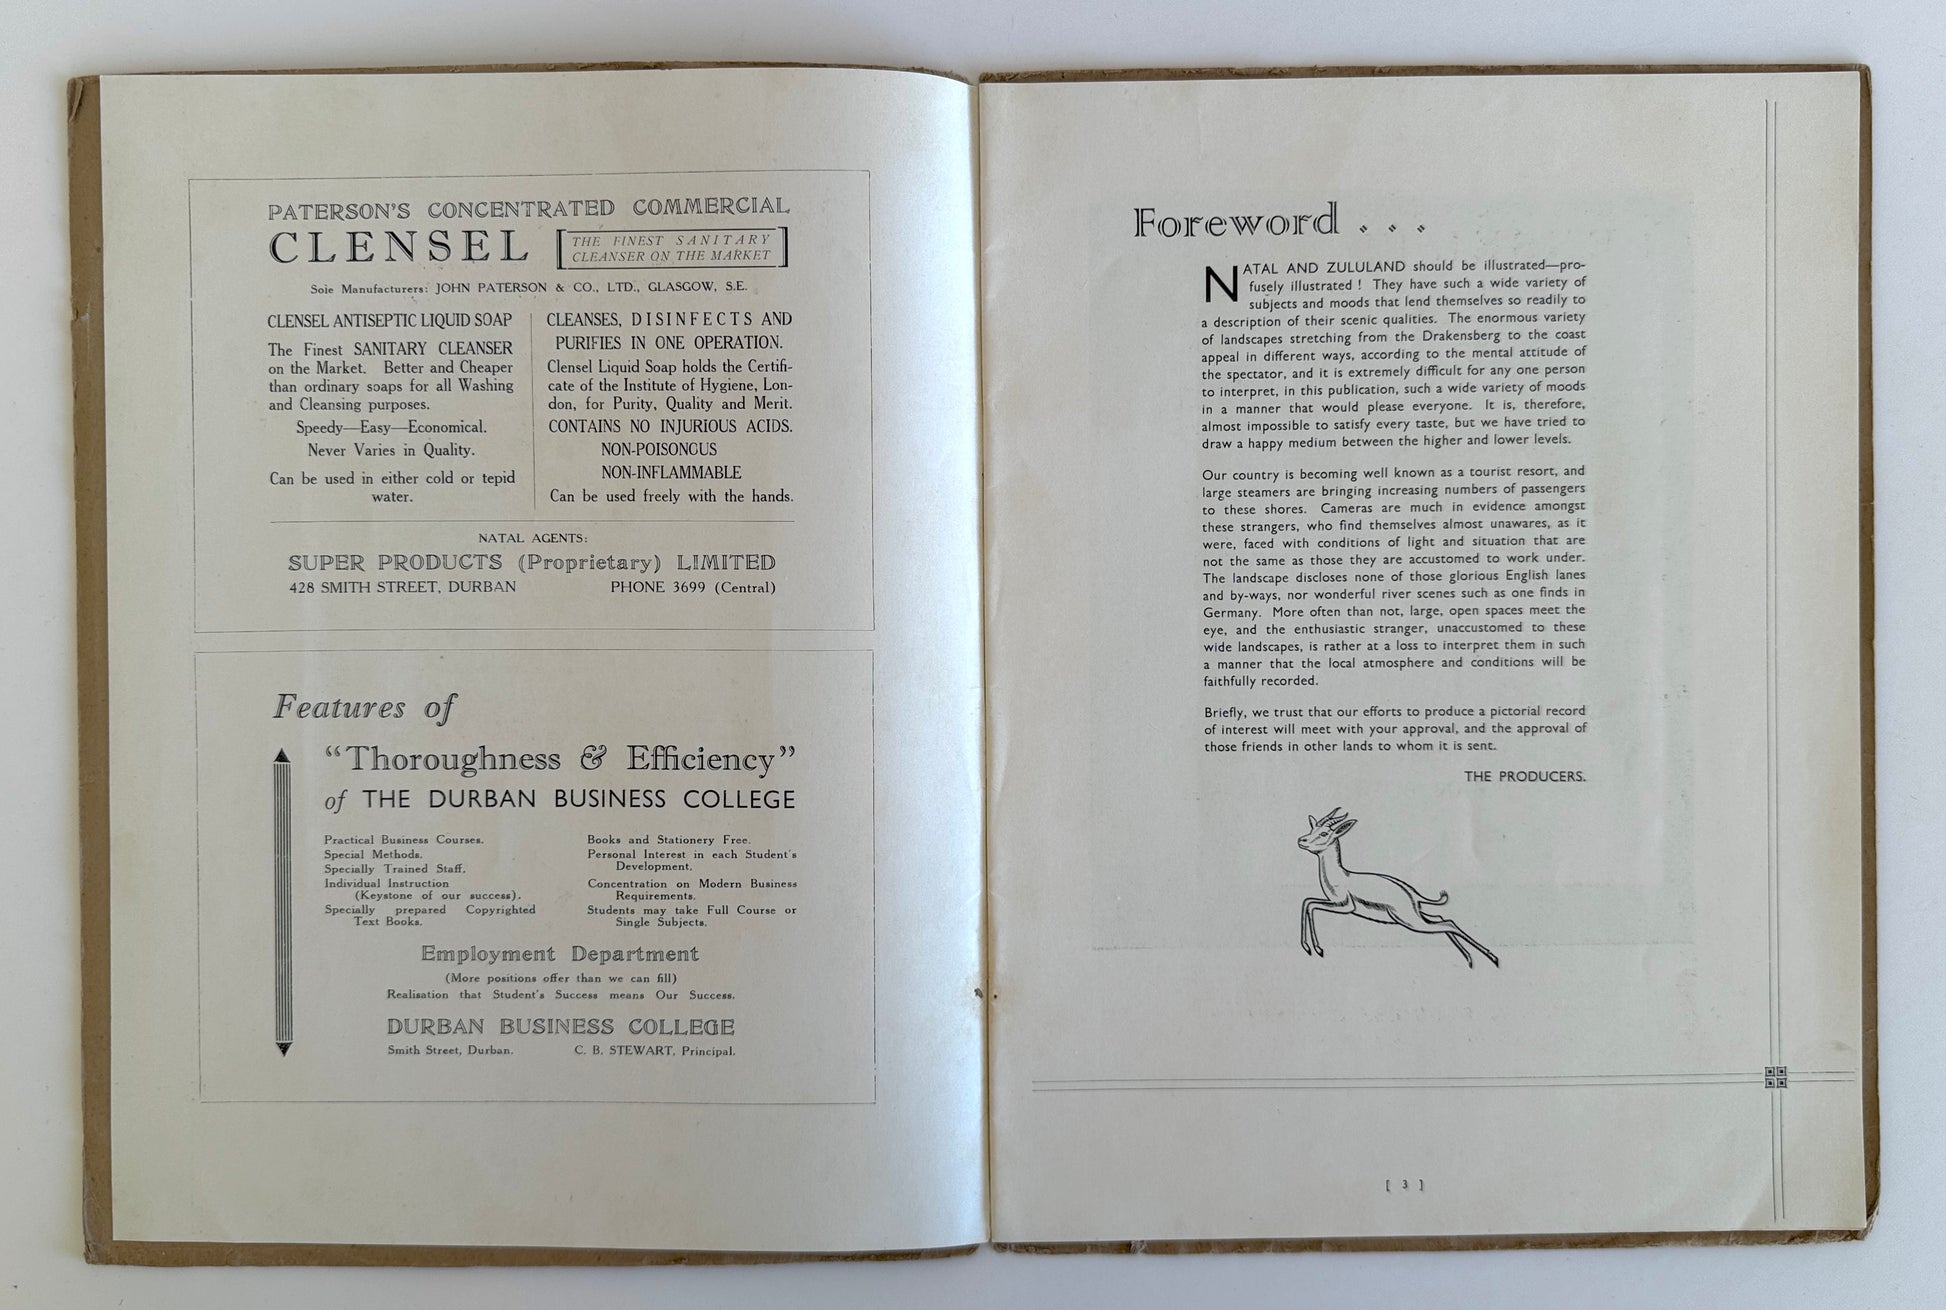 PATERSON'S CONCENTRATED COMMERCIAL
CLENSEL
THE FINEST SANITARY
CLEANSER ON THE MARKET
Sole Manufacturers: JOHN PATERSON & CO., LTD., GLASGOW, S.E.
CLENSEL ANTISEPTIC LIQUID SOAP
The Finest SANITARY CLEANSER
on the Market. Better and Cheaper
than ordinary soaps for all Washing
and Cleansing purposes.
Speedy—Easy—Economical.
Never Varies in Quality.
Can be used in either cold or tepid
water.
CLEANSES, DISINFECTS AND
PURIFIES IN ONE OPERATION.
Clensel Liquid Soap holds the Certifi-
cate of the Institute of Hygiene, Lon-
don, for Purity, Quality and Merit.
CONTAINS NO INJURIOUS ACIDS.
NON-POISONOUS
NON-INFLAMMABLE
Can be used freely with the hands.
NATAL AGENTS:
SUPER PRODUCTS (Proprietary) LIMITED
428 SMITH STREET, DURBAN PHONE 3699 (Central)
Features of
"Thoroughness & Efficiency"
of THE DURBAN BUSINESS COLLEGE
Practical Business Courses.
Special Methods.
Specially Trained Staff.
Individual Instruction
(Keystone of our success).
Specially prepared Copyrighted
Text Books.
Books and Stationery Free.
Personal Interest in each Student's
Development.
Concentration on Modern Business
Requirements.
Students may take Full Course or
Single Subjects.
Employment Department
(More positions offer than we can fill)
Realisation that Student's Success means Our Success.
DURBAN BUSINESS COLLEGE
Smith Street, Durban. C. B. STEWART, Principal.
Foreword . . .
NATAL AND ZULULAND should be illustrated—pro-
fusely illustrated ! They have such a wide variety of
subjects and moods that lend themselves so readily to
a description of their scenic qualities. The enormous variety
of landscapes stretching from the Drakensberg to the coast
appeal in different ways, according to the mental attitude of
the spectator, and it is extremely difficult for any one person
to interpret, in this publication, such a wide variety of moods
in a manner that would please everyone. It is, therefore,
almost impossible to satisfy every taste, but we have tried to
draw a happy medium between the higher and lower levels.
Our country is becoming well known as a tourist resort, and
large steamers are bringing increasing numbers of passengers
to these shores. Cameras are much in evidence amongst
these strangers, who find themselves almost unawares, as it
were, faced with conditions of light and situation that are
not the same as those they are accustomed to work under.
The landscape discloses none of those glorious English lanes
and by-ways, nor wonderful river scenes such as one finds in
Germany. More often than not, large, open spaces meet the
eye, and the enthusiastic stranger, unaccustomed to these
wide landscapes, is rather at a loss to interpret them in such
a manner that the local atmosphere and conditions will be
faithfully recorded.
Briefly, we trust that our efforts to produce a pictorial record
of interest will meet with your approval, and the approval of
those friends in other lands to whom it is sent.
THE PRODUCERS.
[ 3 ]